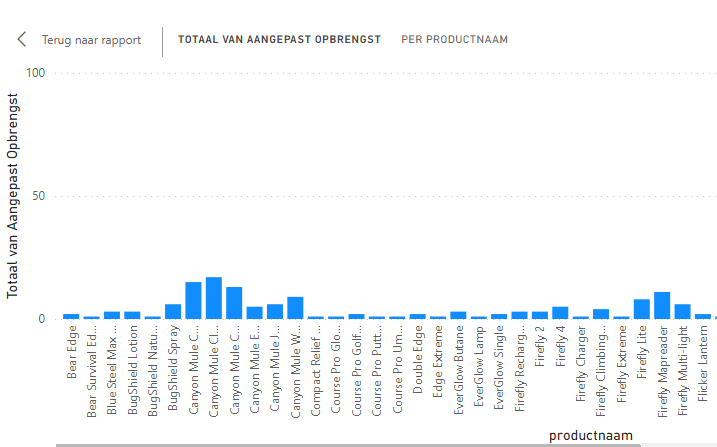 Terug naar rapport
TOTAAL VAN AANGEPAST OPBRENGST
PER PRODUCTNAAM
Totaal van Aangepast Opbrengst
100
50
0
Bear Edge
Bear Survival Ed...
Blue Steel Max ...
BugShield Lotion
BugShield Natu...
BugShield Spray
Canyon Mule C...
Canyon Mule Cl...
Canyon Mule C...
Canyon Mule E...
Canyon Mule J...
Canyon Mule W...
Compact Relief ...
Course Pro Glo...
Course Pro Golf...
Course Pro Putt...
Course Pro Um...
Double Edge
Edge Extreme
EverGlow Butane
EverGlow Lamp
EverGlow Single
Firefly Recharg...
Firefly 2
Firefly 4
Firefly Charger
Firefly Climbing...
Firefly Extreme
Firefly Lite
Firefly Mapreader
Firefly Multi-light
Flicker Lantern
productnaam